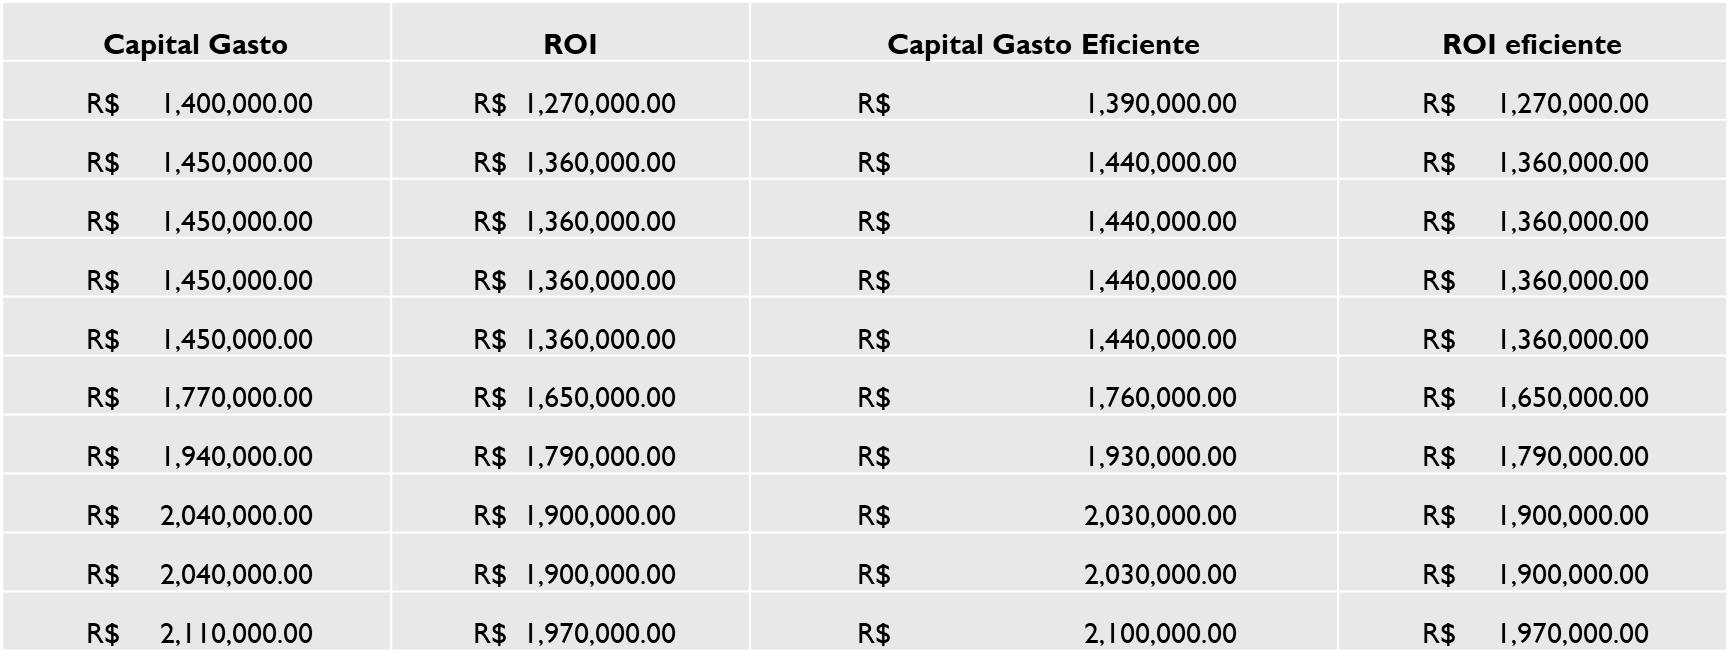 Capital Gasto ROI Capital Gasto Eficiente ROI eficiente
R$ 1,400,000.00 R$ 1,270,000.00 R$ 1,390,000.00 R$ 1,270,000.00
R$ 1,450,000.00 R$ 1,360,000.00 R$ 1,440,000.00 R$ 1,360,000.00
R$ 1,450,000.00 R$ 1,360,000.00 R$ 1,440,000.00 R$ 1,360,000.00
R$ 1,450,000.00 R$ 1,360,000.00 R$ 1,440,000.00 R$ 1,360,000.00
R$ 1,450,000.00 R$ 1,360,000.00 R$ 1,440,000.00 R$ 1,360,000.00
R$ 1,770,000.00 R$ 1,650,000.00 R$ 1,760,000.00 R$ 1,650,000.00
R$ 1,940,000.00 R$ 1,790,000.00 R$ 1,930,000.00 R$ 1,790,000.00
R$ 2,040,000.00 R$ 1,900,000.00 R$ 2,030,000.00 R$ 1,900,000.00
R$ 2,040,000.00 R$ 1,900,000.00 R$ 2,030,000.00 R$ 1,900,000.00
R$ 2,110,000.00 R$ 1,970,000.00 R$ 2,100,000.00 R$ 1,970,000.00